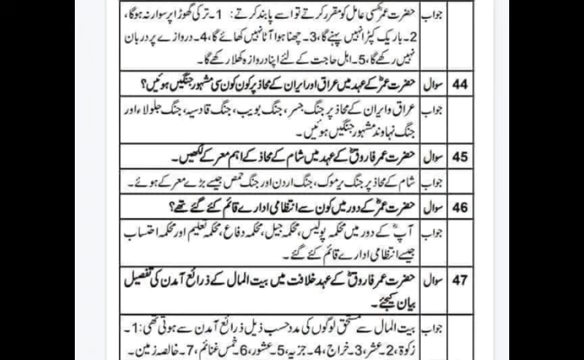 جواب حضرت عمرؓ کسی عامل کو مقرر کرتے تو اسے پابند کرتے: 1۔ ترکی گھوڑا پر سوار نہ ہوگا،
2۔ باریک کپڑا نہیں پہنے گا، 3۔ چھنا ہوا آٹا نہیں کھائے گا، 4۔ دروازے پر دربان
نہیں رکھے گا، 5۔ اہل حاجت کے لئے اپنا دروازہ کھلا رکھے گا۔
44 سوال حضرت عمرؓ کے عہد میں عراق اور ایران کے محاذ پر کون کون سی مشہور جنگیں ہوئیں؟
جواب عراق و ایران کے محاذ پر جنگ جسر، جنگ بویب، جنگ قادسیہ، جنگ جلولاء اور
جنگ نہاوند مشہور جنگیں ہوئیں۔
45 سوال حضرت عمر فاروقؓ کے عہد میں شام کے محاذ کے اہم معرکے لکھیں۔
جواب شام کے محاذ پر جنگ یرموک، جنگ اردن اور جنگ حمص جیسے بڑے معرکے ہوئے۔
46 سوال حضرت عمرؓ کے دور میں کون سے انتظامی ادارے قائم کئے گئے تھے؟
جواب آپؓ کے دور میں محکمہ پولیس، محکمہ جیل، محکمہ دفاع، محکمہ تعلیم اور محکمہ احتساب
جیسے انتظامی ادارے قائم کئے گئے۔
47 سوال حضرت عمر فاروقؓ کے عہد خلافت میں بیت المال کے ذرائع آمدن کی تفصیل
بیان کیجئے۔
جواب بیت المال سے مستحق لوگوں کی مدد حسب ذیل ذرائع آمدن سے ہوتی تھی: 1۔
زکوٰۃ، 2۔ عشر، 3۔ خراج، 4۔ جزیہ، 5۔ عشور، 6۔ خمس غنائم، 7۔ خالصہ زمین۔